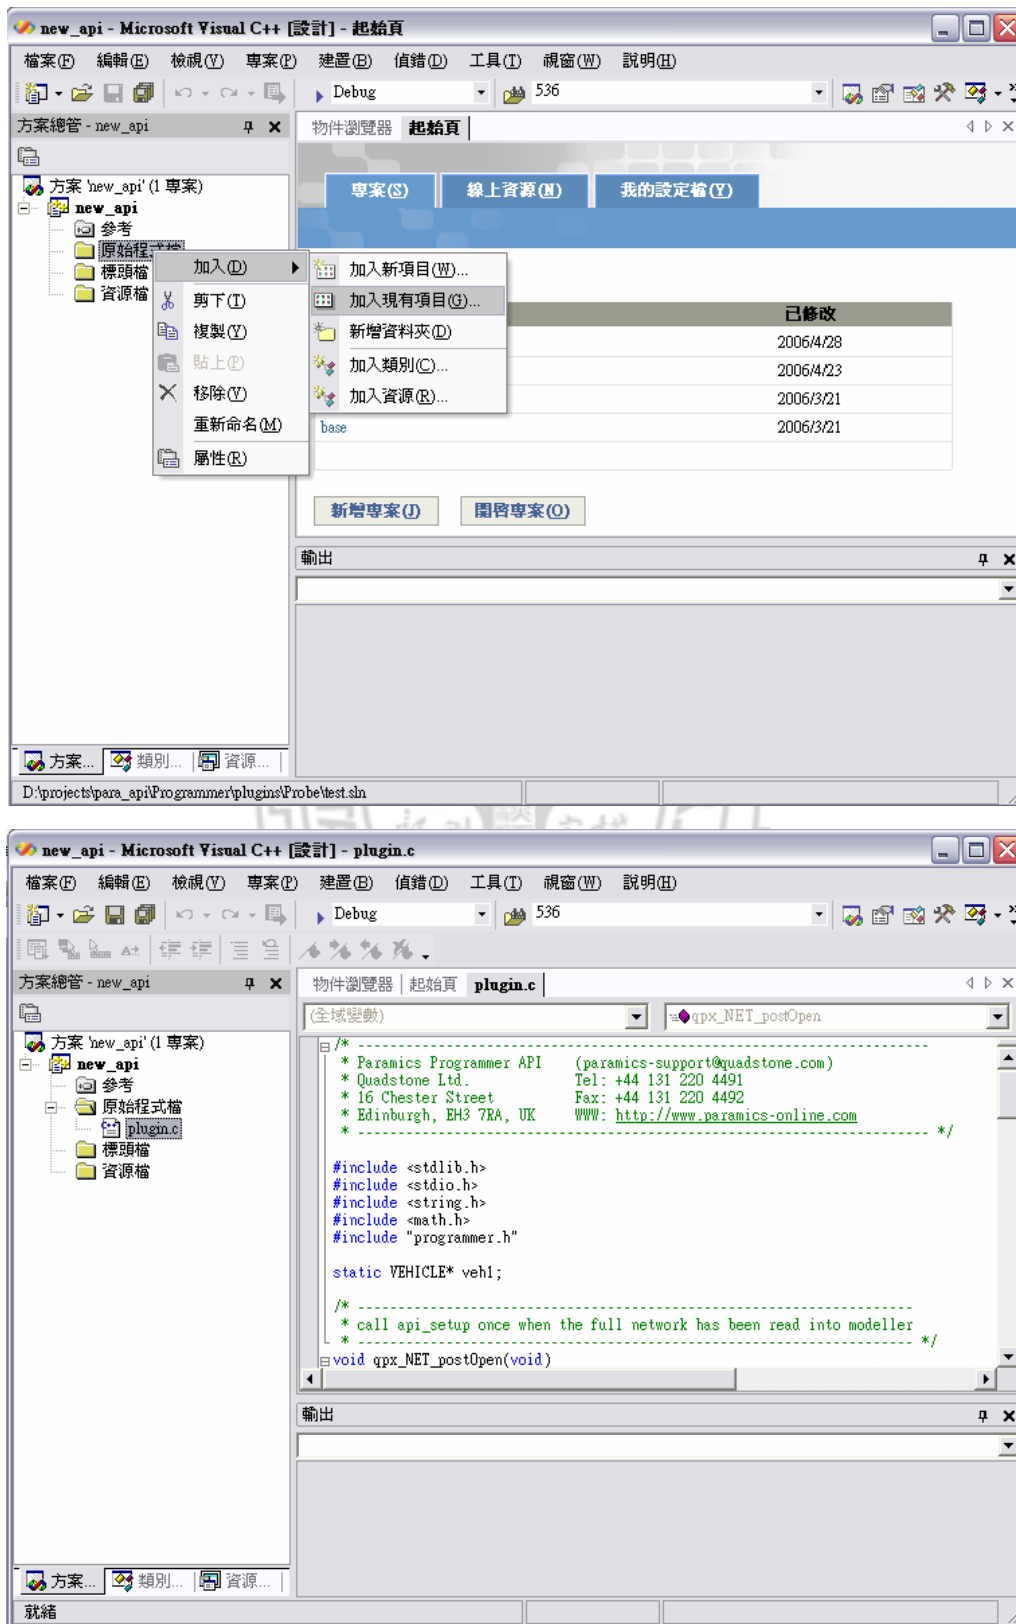 new_api - Microsoft Visual C++ [設計] - 起始頁
檔案(F) 編輯(E) 檢視(V) 專案(P) 建置(B) 偵錯(D) 工具(T) 視窗(W) 說明(H)
Debug 536
方案總管 - new_api
物件瀏覽器 起始頁
方案 'new_api' (1 專案)
new_api
參考
原始程式檔
標頭檔
資源檔
專案(S) 線上資源(N) 我的設定檔(Y)
加入(D)
剪下(T)
複製(Y)
貼上(P)
移除(V)
重新命名(M)
屬性(R)
加入新項目(W)...
加入現有項目(G)...
新增資料夾(D)
加入類別(C)...
加入資源(R)...
已修改
2006/4/28
2006/4/23
2006/3/21
base 2006/3/21
新增專案(J) 開啓專案(O)
輸出
方案... 類別... 資源...
D:\projects\para_api\Programmer\plugins\Probe\test.sln
new_api - Microsoft Visual C++ [設計] - plugin.c
檔案(F) 編輯(E) 檢視(V) 專案(P) 建置(B) 偵錯(D) 工具(T) 視窗(W) 說明(H)
Debug 536
方案總管 - new_api
物件瀏覽器 起始頁 plugin.c
(全域變數) qpx_NET_postOpen
方案 'new_api' (1 專案)
new_api
參考
原始程式檔
plugin.c
標頭檔
資源檔
/* -----------------------------------------------------------------------
* Paramics Programmer API (paramics-support@quadstone.com)
* Quadstone Ltd. Tel: +44 131 220 4491
* 16 Chester Street Fax: +44 131 220 4492
* Edinburgh, EH3 7RA, UK WWW: http://www.paramics-online.com
* ----------------------------------------------------------------------- */
#include <stdlib.h>
#include <stdio.h>
#include <string.h>
#include <math.h>
#include "programmer.h"
static VEHICLE* veh1;
/* ---------------------------------------------------------------------
* call api_setup once when the full network has been read into modeller
* --------------------------------------------------------------------- */
void qpx_NET_postOpen(void)
輸出
方案... 類別... 資源...
就緒